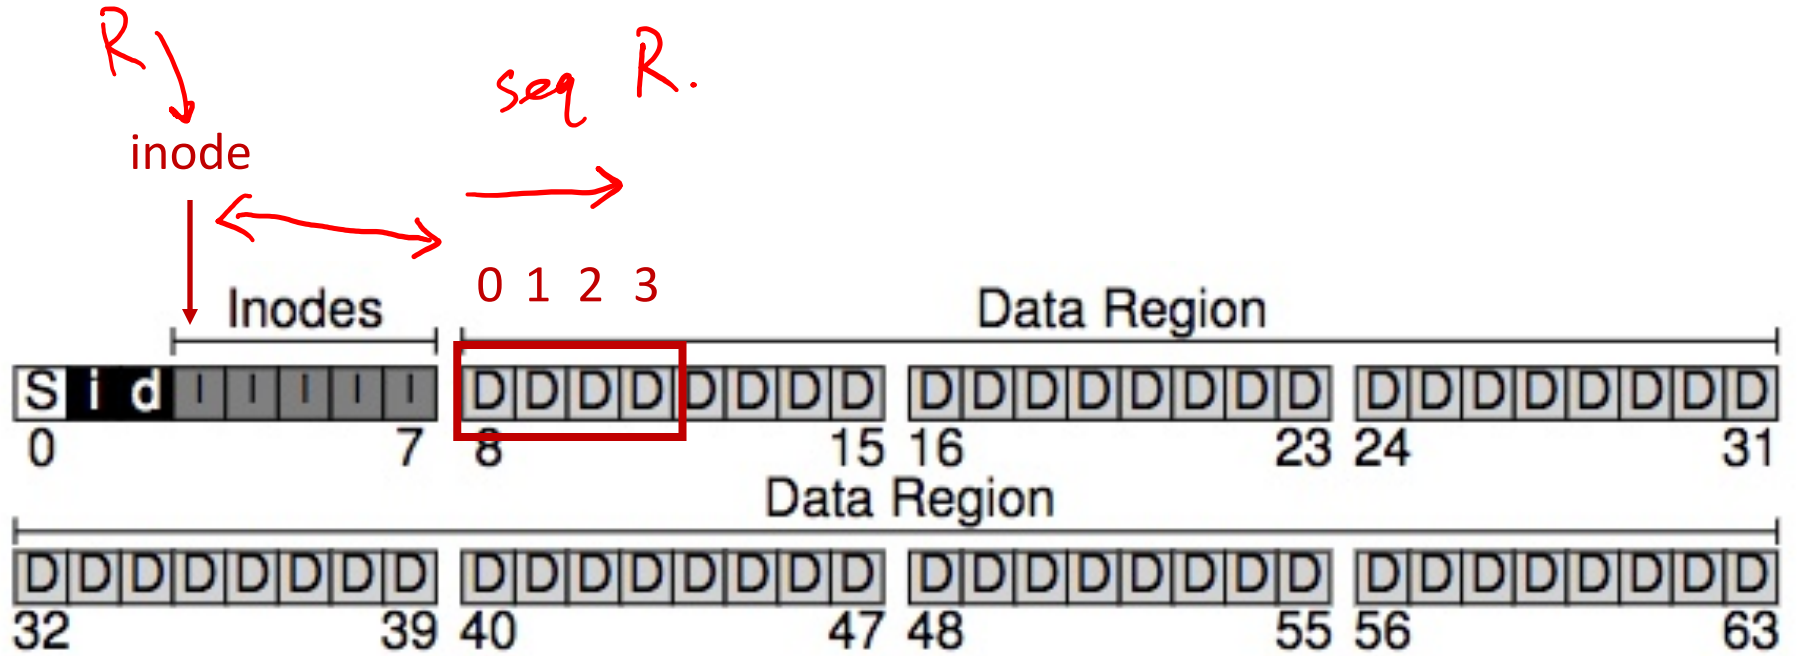 R
seq R.
inode
0 1 2 3
Inodes
Data Region
S i d I I I I I D D D D D D D D D D D D D D D D D D D D D D D D
0 7 8 15 16 23 24 31
Data Region
D D D D D D D D D D D D D D D D D D D D D D D D D D D D D D D D
32 39 40 47 48 55 56 63